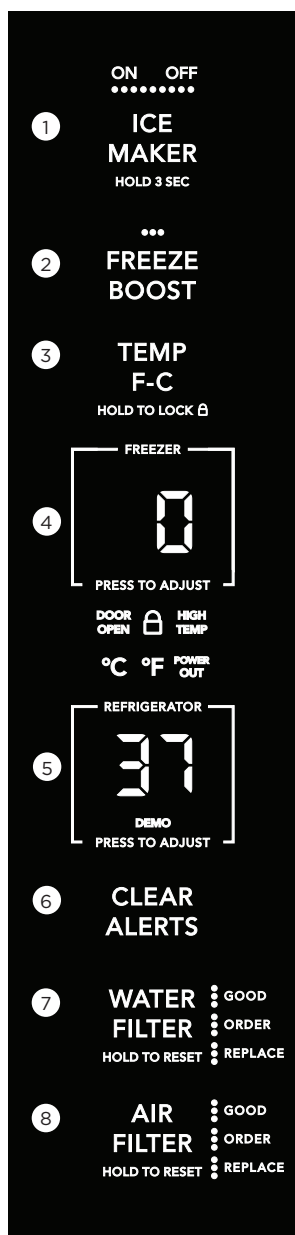 ON OFF
1 ICE
MAKER
HOLD 3 SEC
2 FREEZE
BOOST
3 TEMP
F-C
HOLD TO LOCK
FREEZER
4 0
PRESS TO ADJUST
DOOR OPEN HIGH TEMP
°C °F POWER OUT
REFRIGERATOR
5 37
DEMO
PRESS TO ADJUST
6 CLEAR
ALERTS
7 WATER
FILTER
HOLD TO RESET
GOOD
ORDER
REPLACE
8 AIR
FILTER
HOLD TO RESET
GOOD
ORDER
REPLACE